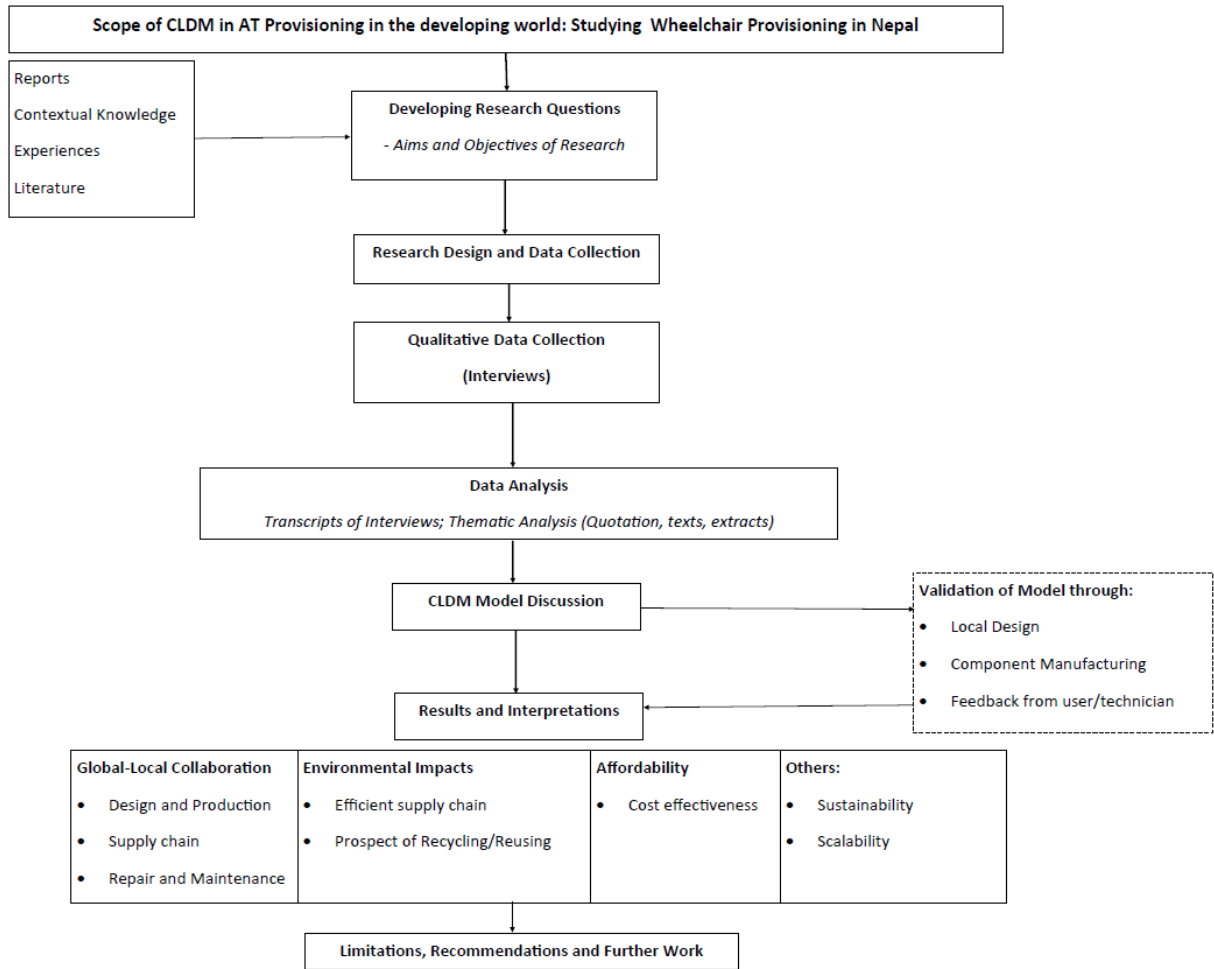 Scope of CLDM in AT Provisioning in the developing world: Studying Wheelchair Provisioning in Nepal
Reports
Contextual Knowledge
Experiences
Literature
Developing Research Questions
- Aims and Objectives of Research
Research Design and Data Collection
Qualitative Data Collection
(Interviews)
Data Analysis
Transcripts of Interviews; Thematic Analysis (Quotation, texts, extracts)
CLDM Model Discussion
Validation of Model through:
• Local Design
• Component Manufacturing
• Feedback from user/technician
Results and Interpretations
Global-Local Collaboration
• Design and Production
• Supply chain
• Repair and Maintenance
Environmental Impacts
• Efficient supply chain
• Prospect of Recycling/Reusing
Affordability
• Cost effectiveness
Others:
• Sustainability
• Scalability
Limitations, Recommendations and Further Work